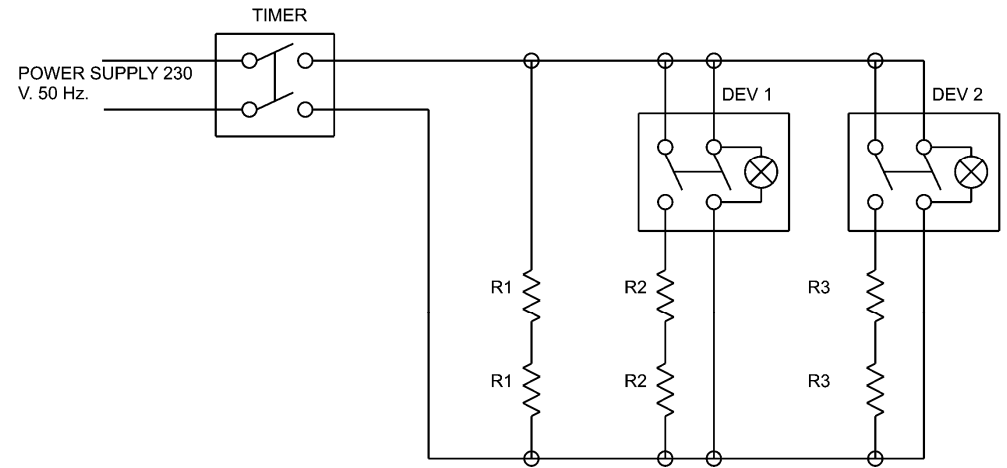 TIMER
POWER SUPPLY 230
V. 50 Hz.
DEV 1
DEV 2
R1
R2
R3
R1
R2
R3